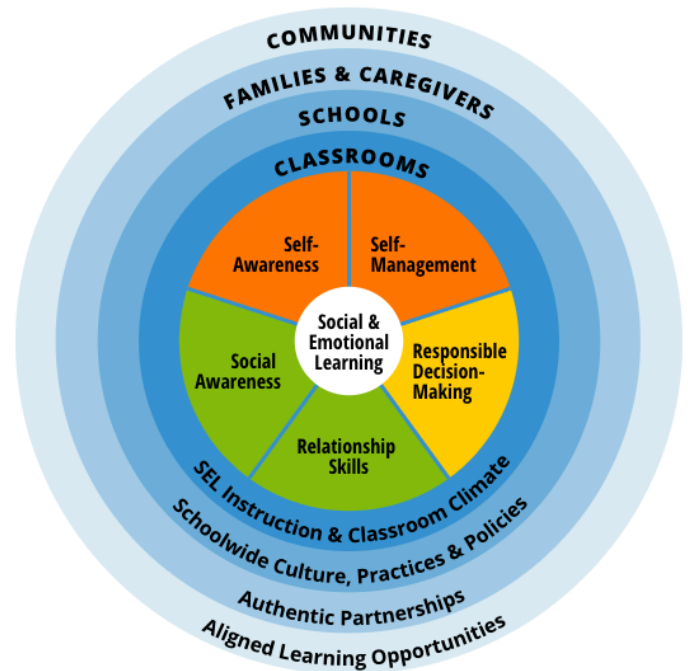 COMMUNITIES
FAMILIES & CAREGIVERS
SCHOOLS
CLASSROOMS
Self-
Awareness
Self-
Management
Social &
Emotional
Learning
Social
Awareness
Responsible
Decision-
Making
Relationship
Skills
SEL Instruction & Classroom Climate
Schoolwide Culture, Practices & Policies
Authentic Partnerships
Aligned Learning Opportunities